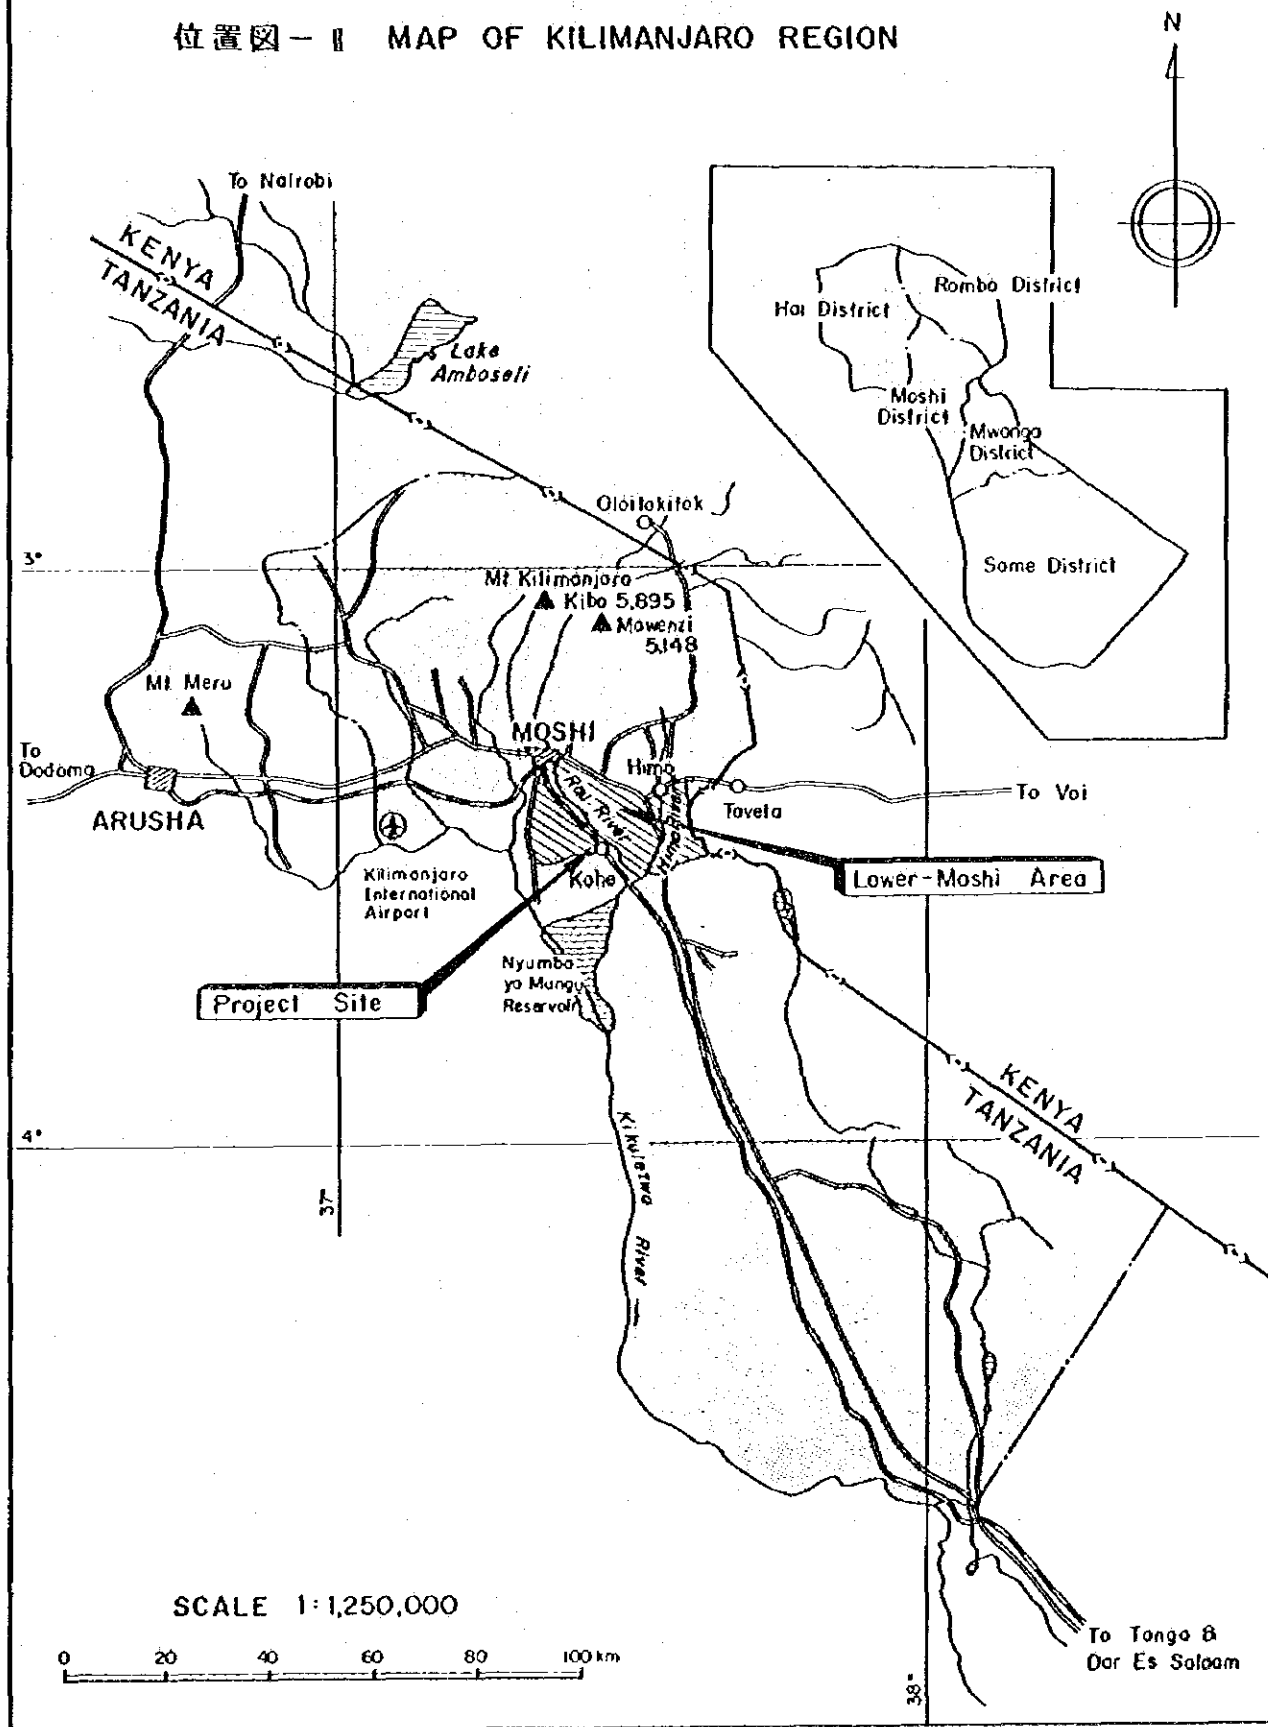 位置図－Ⅱ MAP OF KILIMANJARO REGION
N
To Nairobi
KENYA
TANZANIA
Lake
Amboseli
Hai District
Rombo District
Moshi
District
Mwanga
District
Same District
Oloitokitok
3°
Mt. Kilimanjaro
Kibo 5,895
Mawenzi
5,148
Mt. Meru
MOSHI
To
Dodoma
Himo
To Voi
Taveta
ARUSHA
Rau River
Himo River
Kilimanjaro
International
Airport
Kahe
Lower-Moshi Area
Nyumba
ya Mungu
Reservoir
Project Site
KENYA
TANZANIA
4°
37°
Kikuletwa River
SCALE 1:1,250,000
0 20 40 60 80 100 km
To Tanga &
Dar Es Salaam
38°